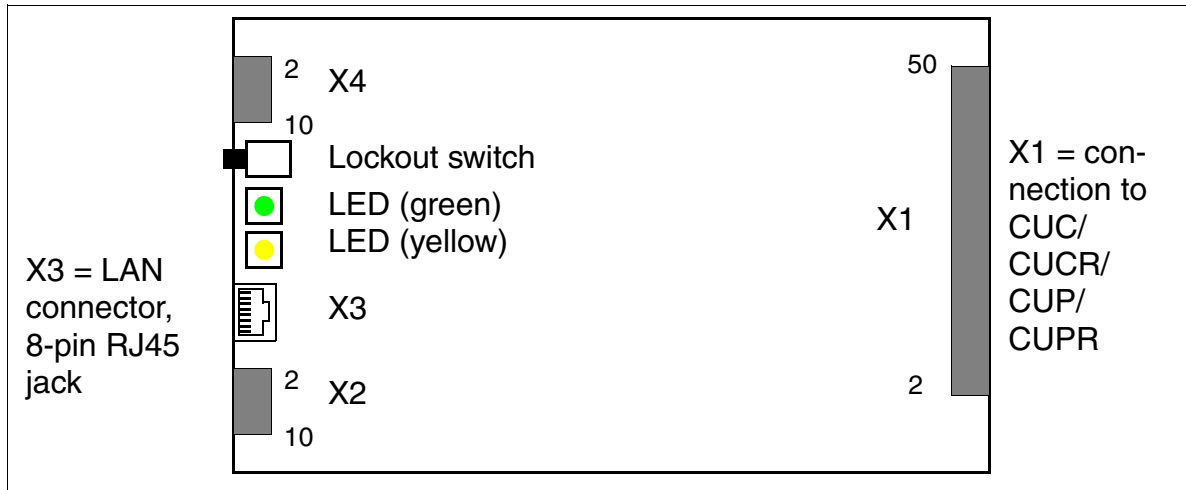 2
X4
10
50
Lockout switch
LED (green)
LED (yellow)
X1
X1 = con-
nection to
CUC/
CUCR/
CUP/
CUPR
X3 = LAN
connector,
8-pin RJ45
jack
X3
2
X2
10
2